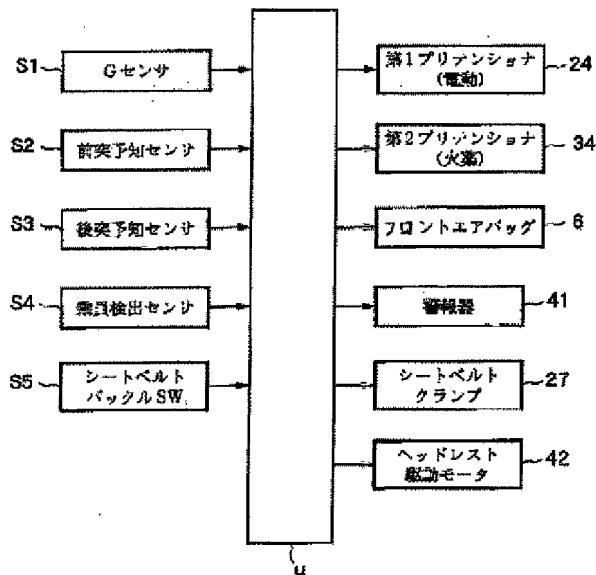 S1
Gセンサ
S2
前突予知センサ
S3
後突予知センサ
S4
乗員検出センサ
S5
シートベルト
バックルSW
第1プリテンショナ
(電動)
24
第2プリテンショナ
(火薬)
34
フロントエアバッグ
6
警報器
41
シートベルト
クランプ
27
ヘッドレスト
駆動モータ
42
U